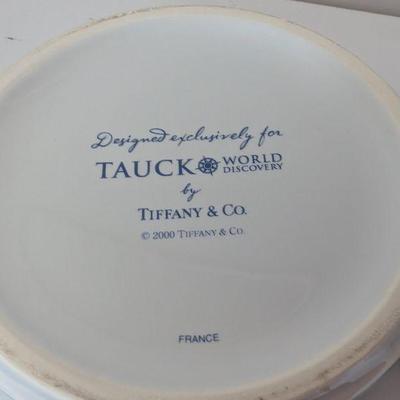 Designed exclusively for
TAUCK WORLD DISCOVERY
by
TIFFANY & CO.
© 2000 TIFFANY & CO.
FRANCE